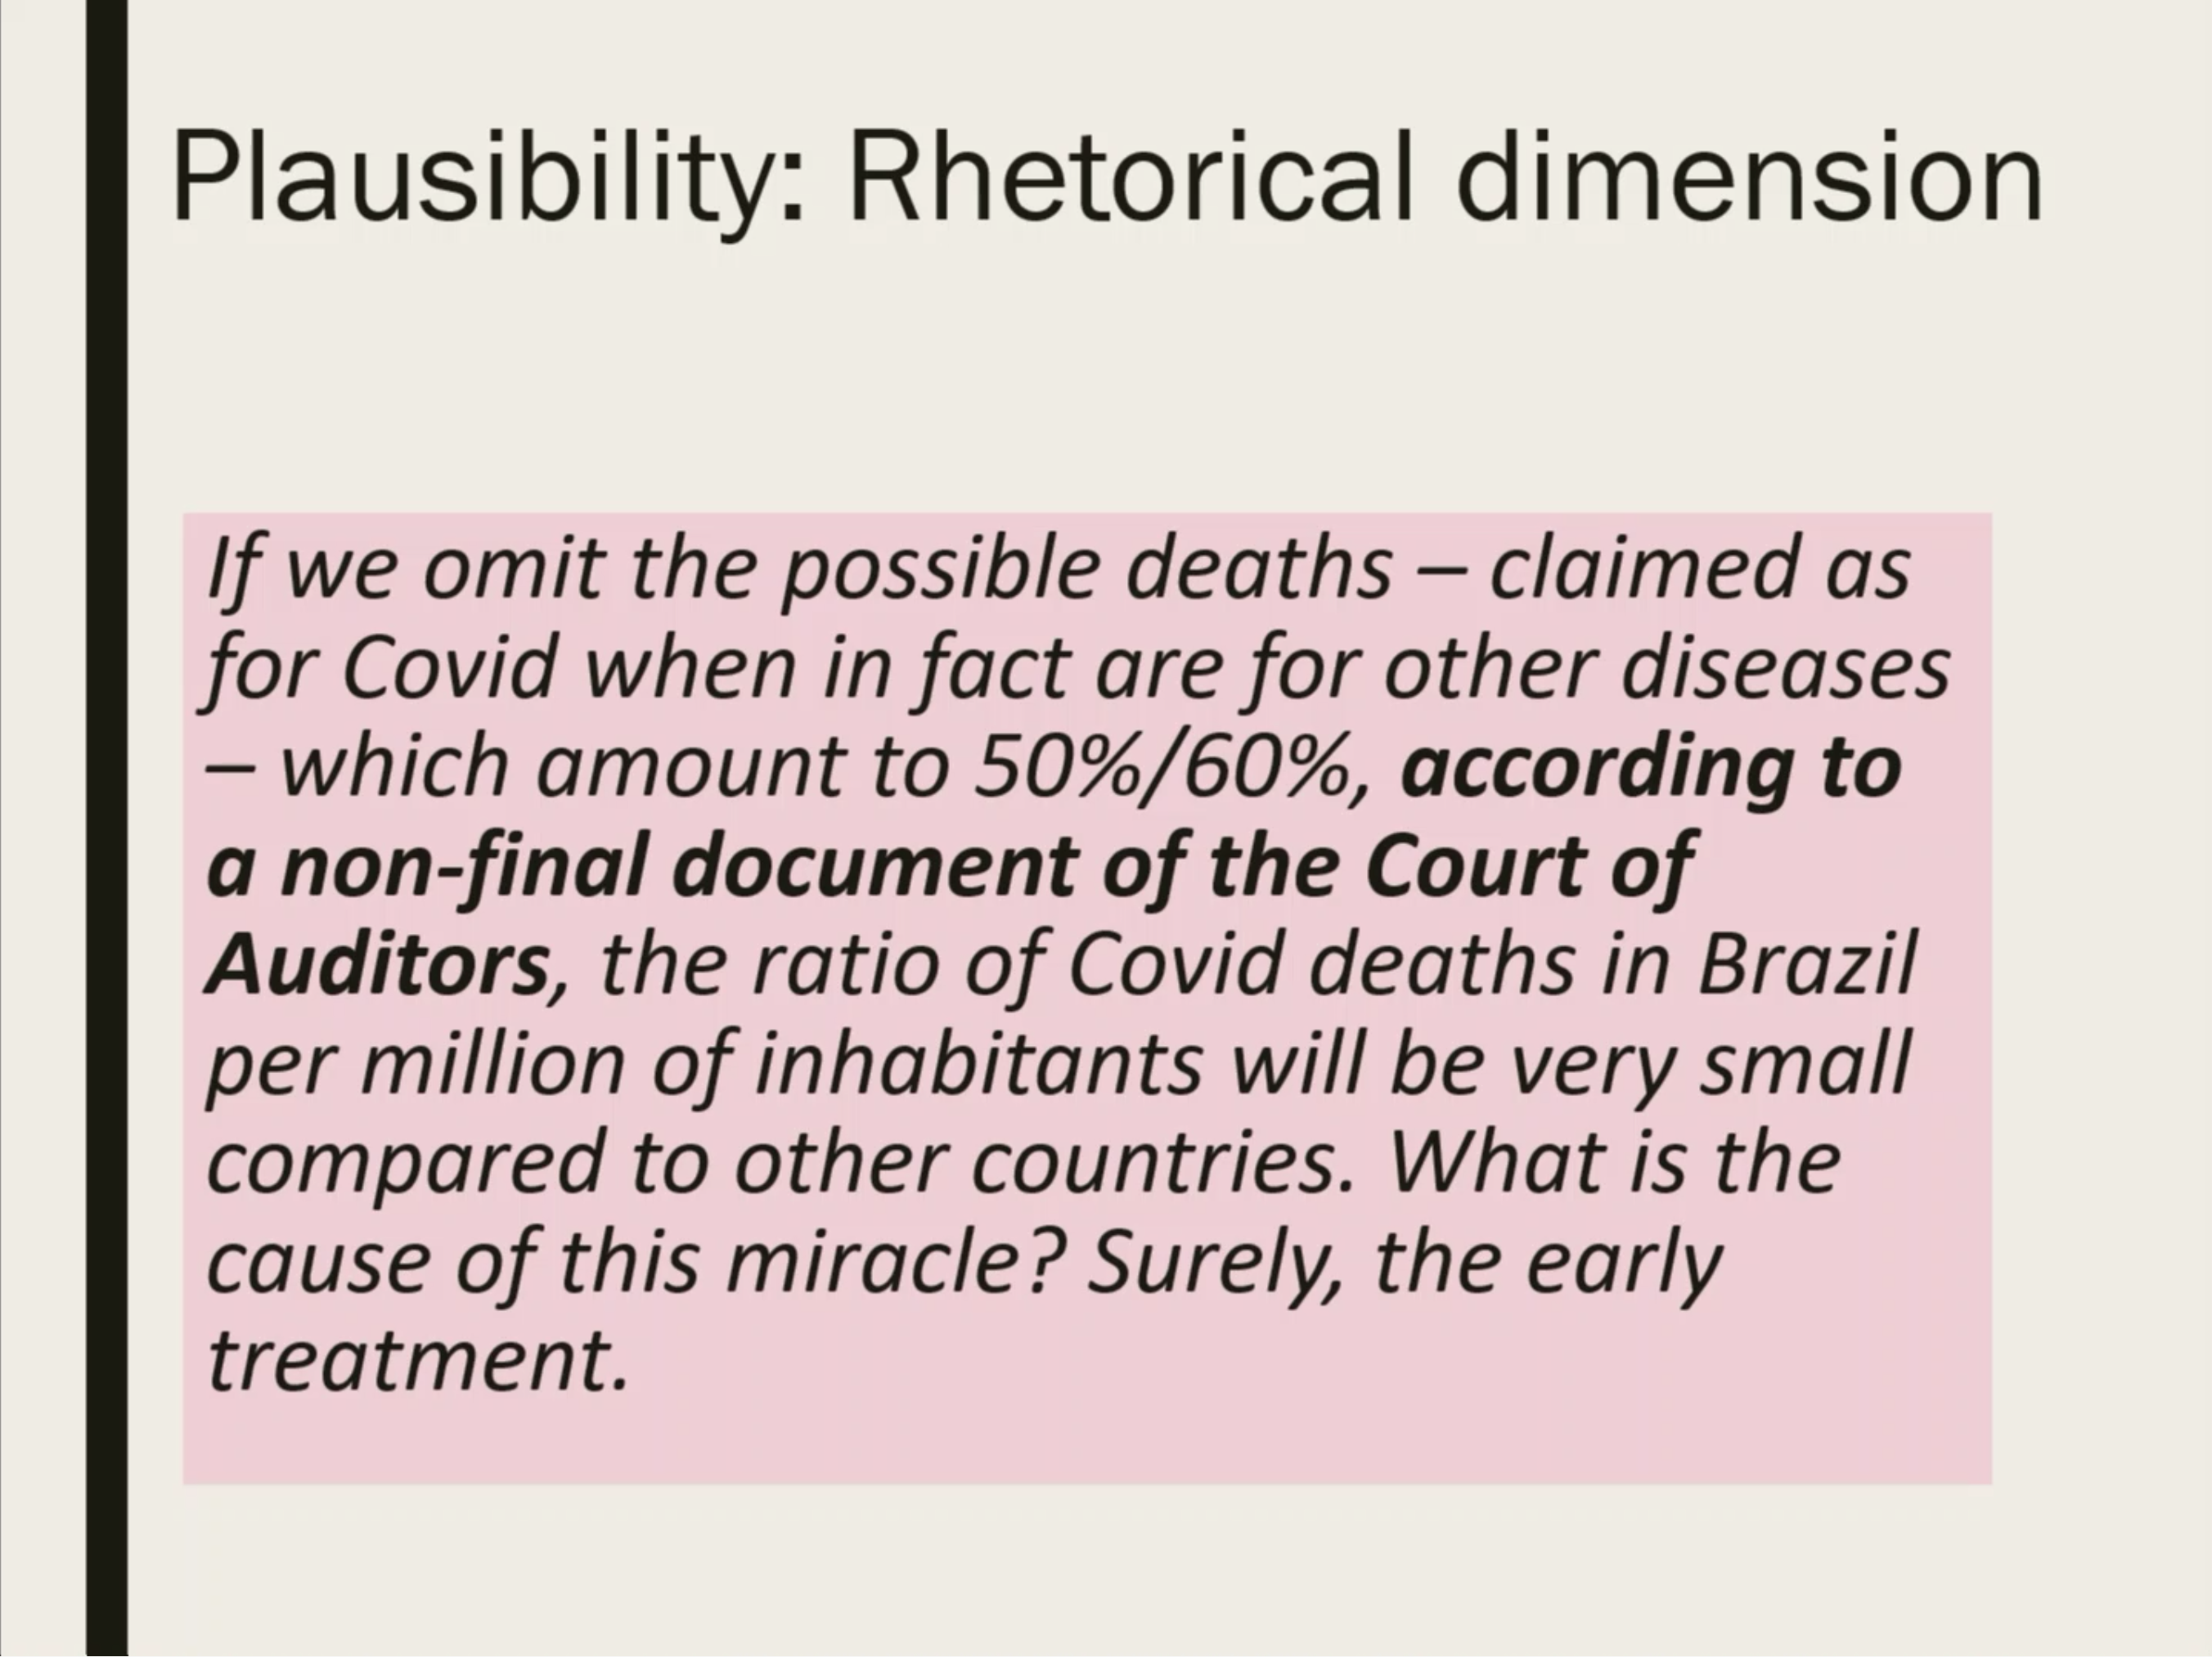 Plausibility: Rhetorical dimension
If we omit the possible deaths – claimed as
for Covid when in fact are for other diseases
– which amount to 50%/60%, according to
a non-final document of the Court of
Auditors, the ratio of Covid deaths in Brazil
per million of inhabitants will be very small
compared to other countries. What is the
cause of this miracle? Surely, the early
treatment.